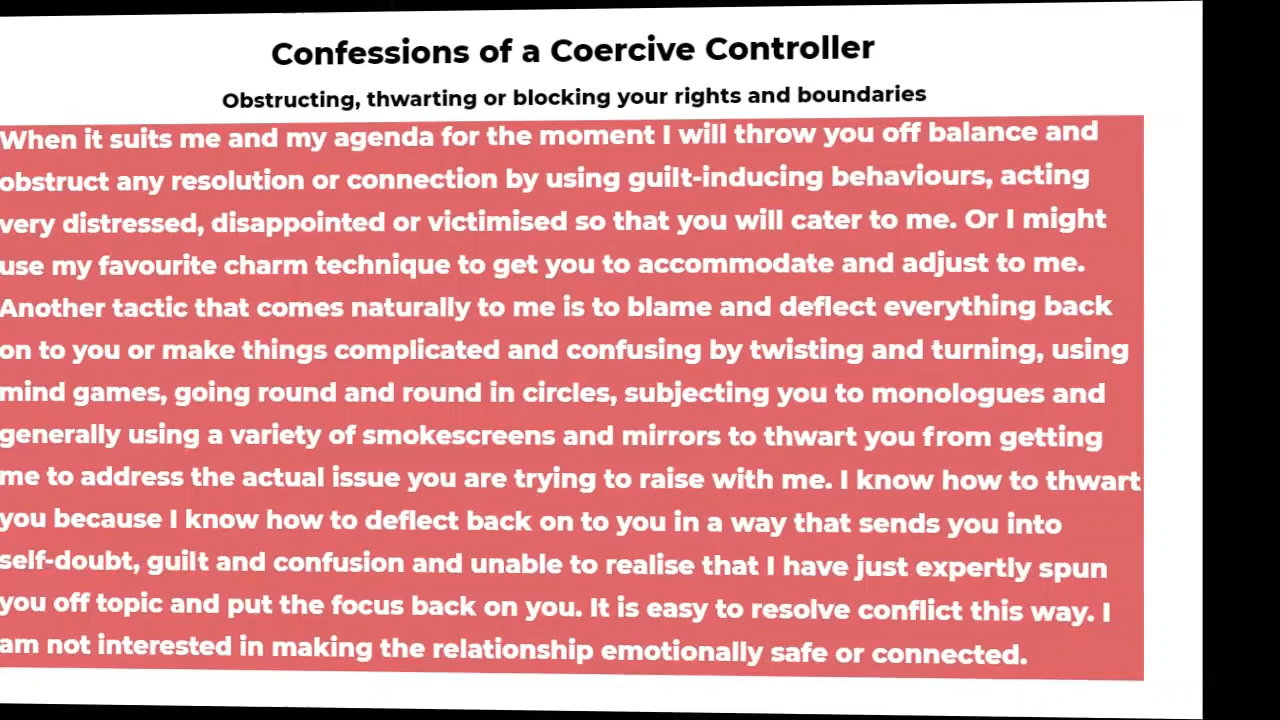 Confessions of a Coercive Controller
Obstructing, thwarting or blocking your rights and boundaries
When it suits me and my agenda for the moment I will throw you off balance and
obstruct any resolution or connection by using guilt-inducing behaviours, acting
very distressed, disappointed or victimised so that you will cater to me. Or I might
use my favourite charm technique to get you to accommodate and adjust to me.
Another tactic that comes naturally to me is to blame and deflect everything back
on to you or make things complicated and confusing by twisting and turning, using
mind games, going round and round in circles, subjecting you to monologues and
generally using a variety of smokescreens and mirrors to thwart you from getting
me to address the actual issue you are trying to raise with me. I know how to thwart
you because I know how to deflect back on to you in a way that sends you into
self-doubt, guilt and confusion and unable to realise that I have just expertly spun
you off topic and put the focus back on you. It is easy to resolve conflict this way. I
am not interested in making the relationship emotionally safe or connected.